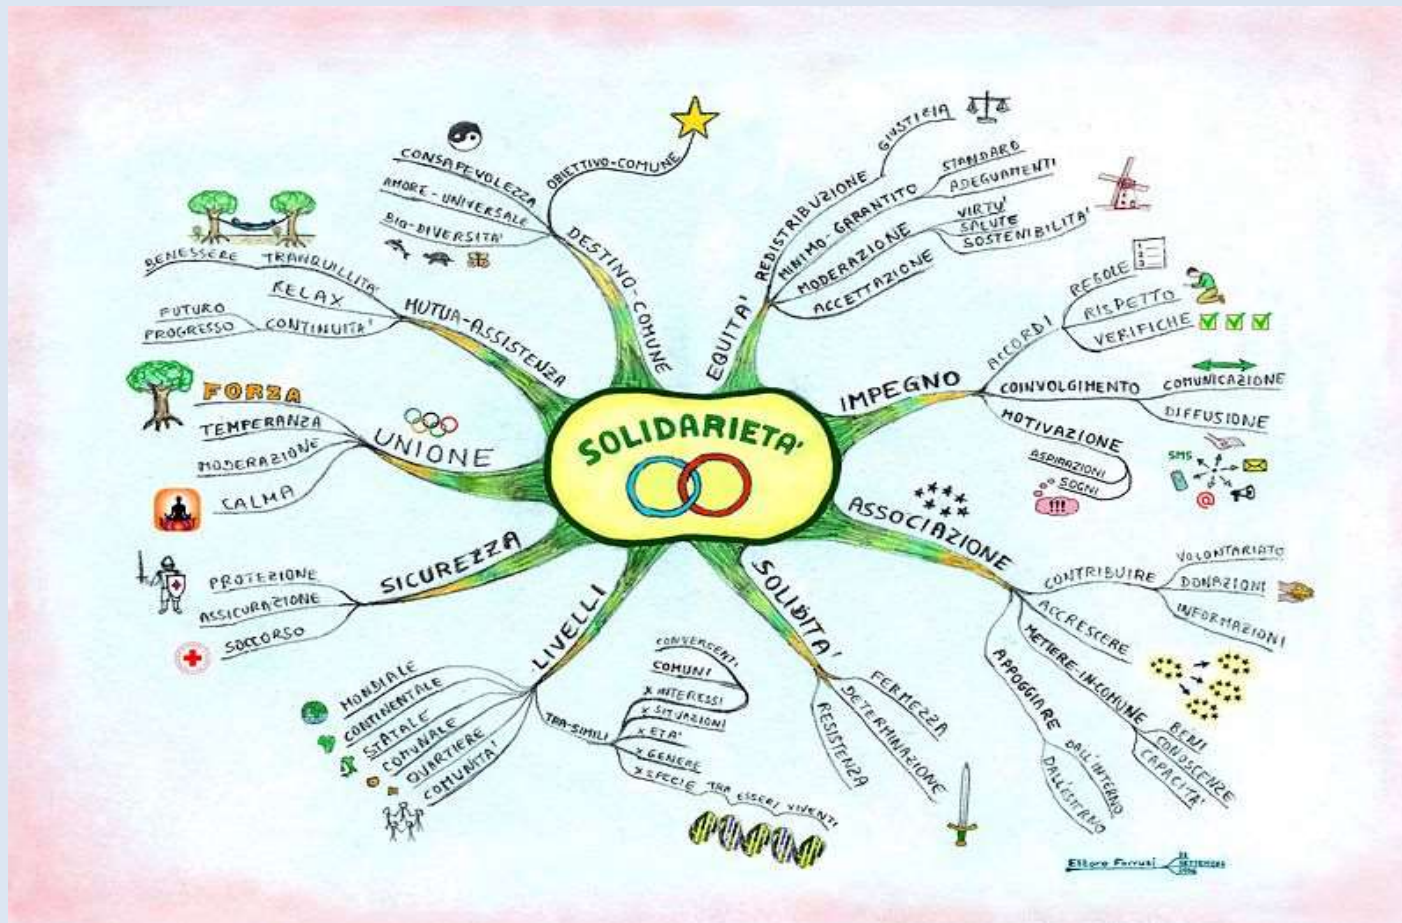 SOLIDARIETA'
DESTINO-COMUNE
OBIETTIVO-COMUNE
CONSAPEVOLEZZA
AMORE-UNIVERSALE
BIO-DIVERSITA'
EQUITA'
REDISTRIBUZIONE
GIUSTIZIA
MINIMO-GARANTITO
STANDARD
ADEGUAMENTI
MODERAZIONE
VIRTU'
SALUTE
SOSTENIBILITA'
ACCETTAZIONE
IMPEGNO
ACCORDI
REGOLE
1
2
3
RISPETTO
VERIFICHE
COINVOLGIMENTO
COMUNICAZIONE
DIFFUSIONE
SMS
@
MOTIVAZIONE
ASPIRAZIONI
SOGNI
!!!
ASSOCIAZIONE
CONTRIBUIRE
VOLONTARIATO
DONAZIONI
INFORMAZIONI
ACCRESCERE
METTERE-IN-COMUNE
BENI
CONOSCENZE
CAPACITA'
APPOGGIARE
DALL'INTERNO
DALL'ESTERNO
SOLIDITA'
FERMEZZA
DETERMINAZIONE
RESISTENZA
LIVELLI
TRA-SIMILI
CONVERGENTI
COMUNI
X INTERESSI
X SITUAZIONI
X ETA'
X GENERE
X SPECIE
TRA ESSERI VIVENTI
MONDIALE
CONTINENTALE
STATALE
COMUNALE
QUARTIERE
COMUNITA'
SICUREZZA
PROTEZIONE
ASSICURAZIONE
SOCCORSO
UNIONE
FORZA
TEMPERANZA
MODERAZIONE
CALMA
MUTUA-ASSISTENZA
TRANQUILLITA'
BENESSERE
RELAX
CONTINUITA'
FUTURO
PROGRESSO
SETTEMBRE